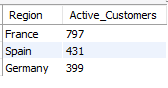 Region Active_Customers
France 797
Spain 431
Germany 399